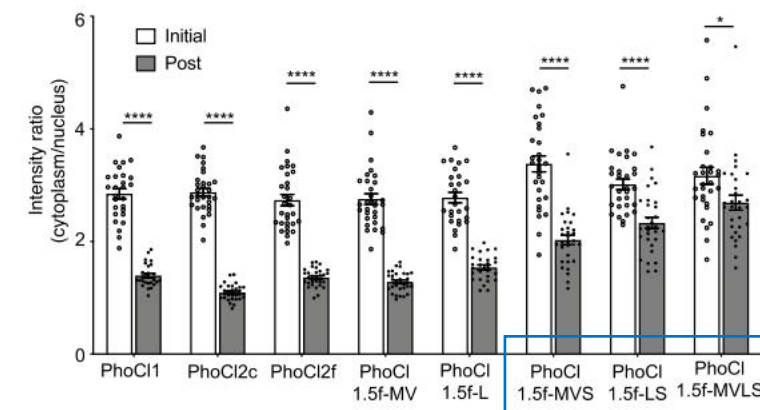 6
Initial
Post
****
****
****
****
****
****
****
*
4
Intensity ratio
(cytoplasm/nucleus)
2
0
PhoCl1
PhoCl2c
PhoCl2f
PhoCl
1.5f-MV
PhoCl
1.5f-L
PhoCl
1.5f-MVS
PhoCl
1.5f-LS
PhoCl
1.5f-MVLS